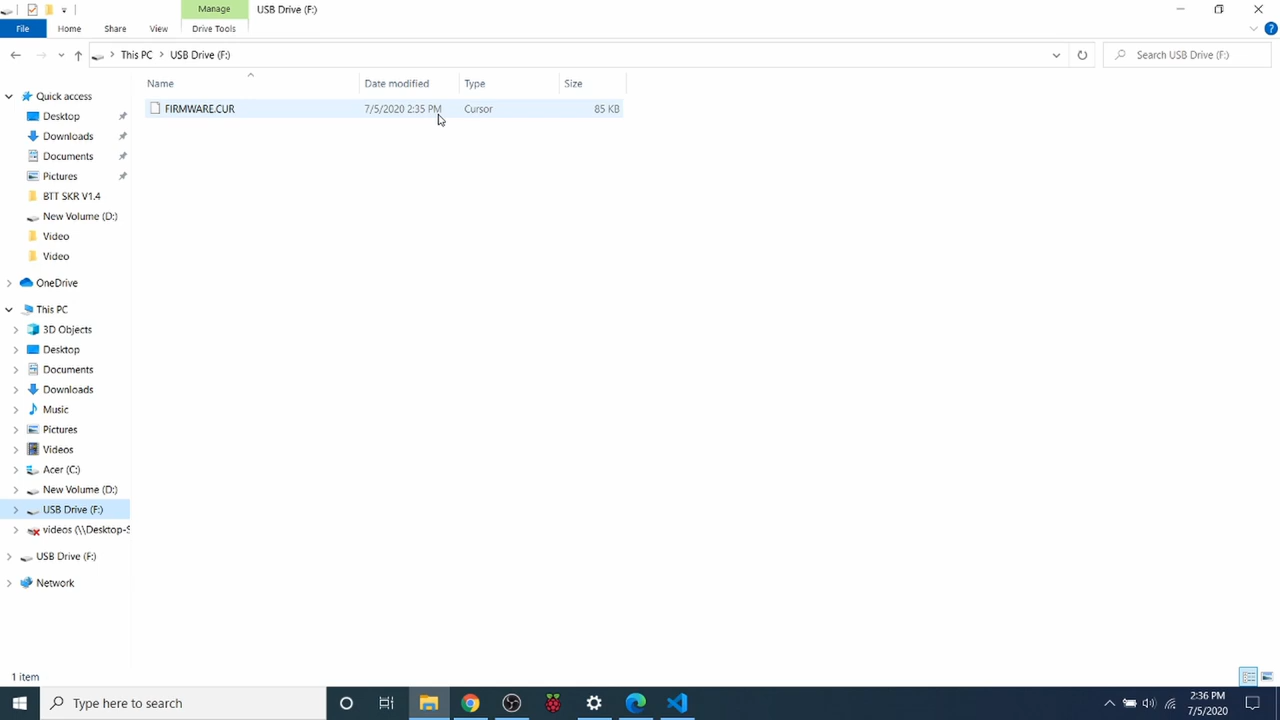 Manage
USB Drive (F:)
File
Home
Share
View
Drive Tools
This PC
USB Drive (F:)
Search USB Drive (F:)
Name
Date modified
Type
Size
FIRMWARE.CUR
7/5/2020 2:35 PM
Cursor
85 KB
Quick access
Desktop
Downloads
Documents
Pictures
BTT SKR V1.4
New Volume (D:)
Video
Video
OneDrive
This PC
3D Objects
Desktop
Documents
Downloads
Music
Pictures
Videos
Acer (C:)
New Volume (D:)
USB Drive (F:)
videos (\\Desktop-S
USB Drive (F:)
Network
1 item
Type here to search
2:36 PM
7/5/2020